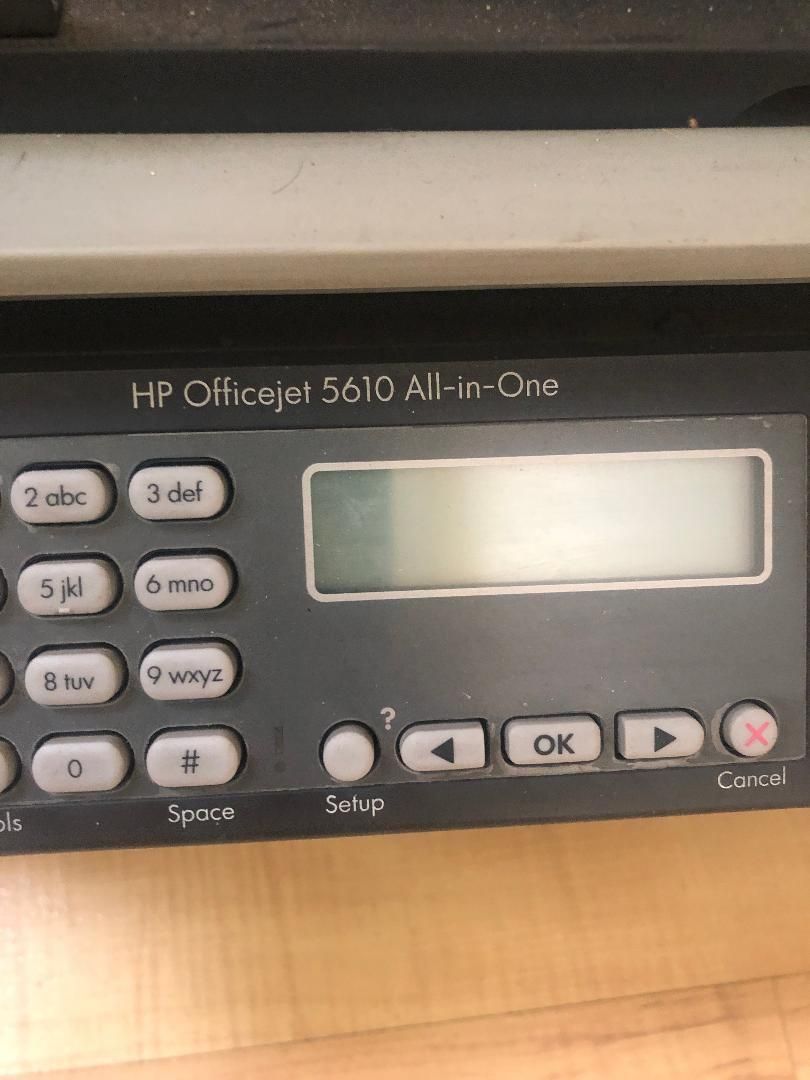 HP Officejet 5610 All-in-One
2 abc
3 def
5 jkl
6 mno
8 tuv
9 wxyz
0
#
Space
?
Setup
OK
Cancel